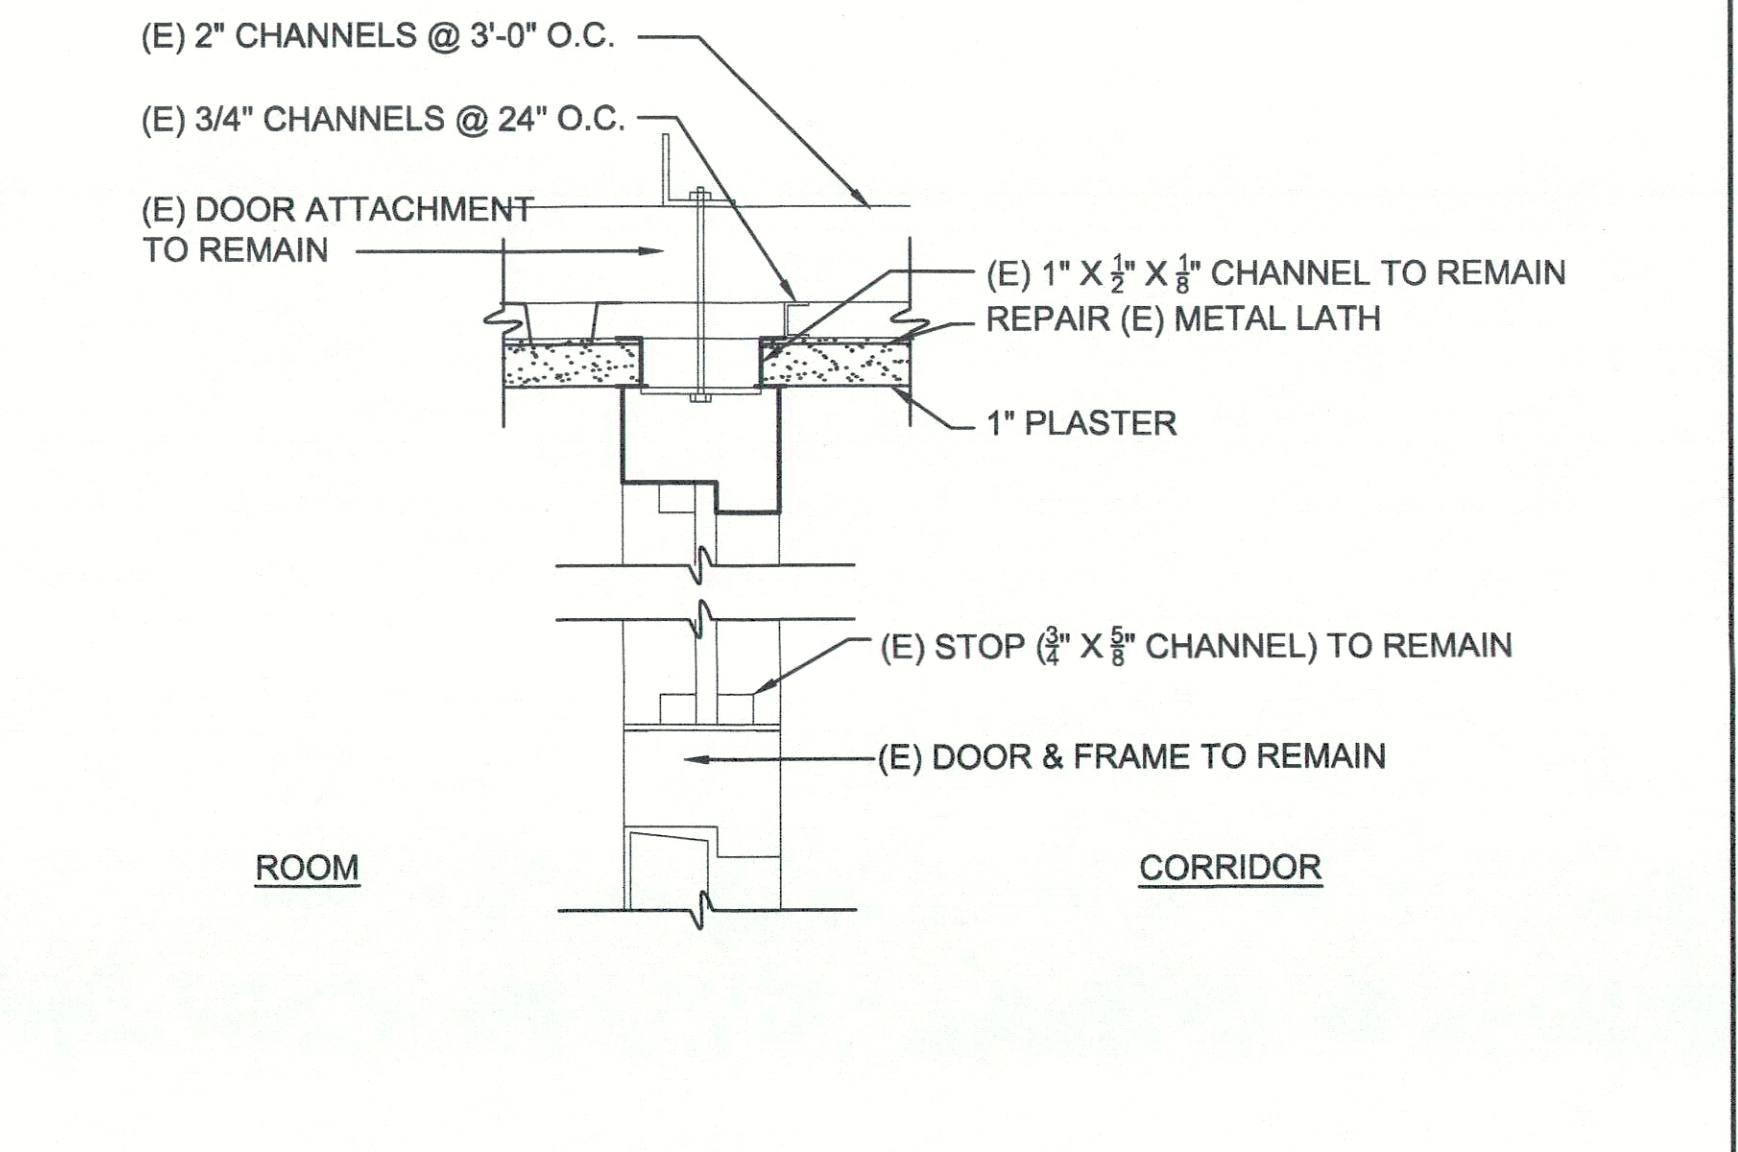 (E) 2" CHANNELS @ 3'-0" O.C.
(E) 3/4" CHANNELS @ 24" O.C.
(E) DOOR ATTACHMENT
TO REMAIN
(E) 1" X 1/2" X 1/8" CHANNEL TO REMAIN
REPAIR (E) METAL LATH
1" PLASTER
(E) STOP (3/4" X 5/8" CHANNEL) TO REMAIN
(E) DOOR & FRAME TO REMAIN
ROOM
CORRIDOR